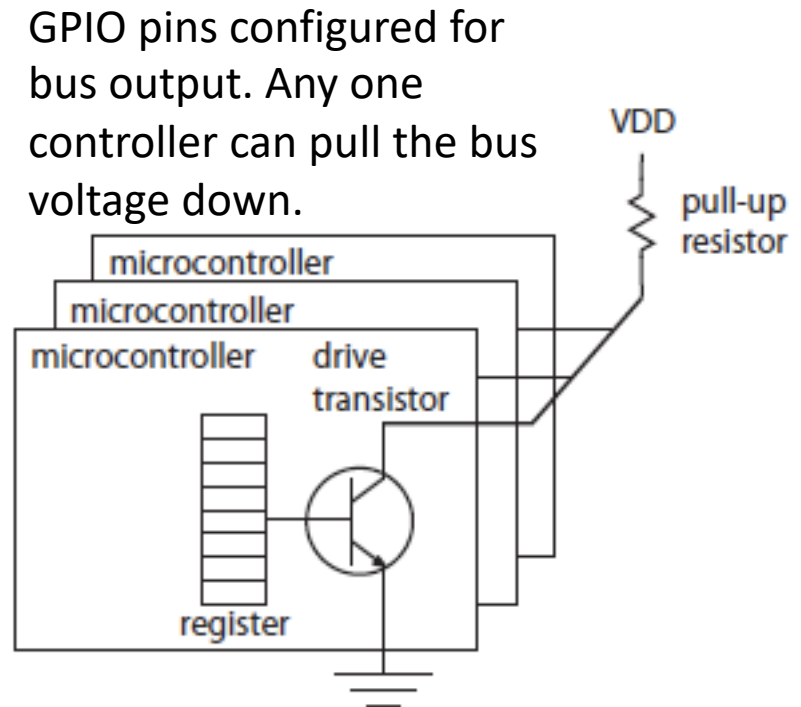 GPIO pins configured for
bus output. Any one
controller can pull the bus
voltage down.
VDD
pull-up
resistor
microcontroller
microcontroller
microcontroller
drive
transistor
register